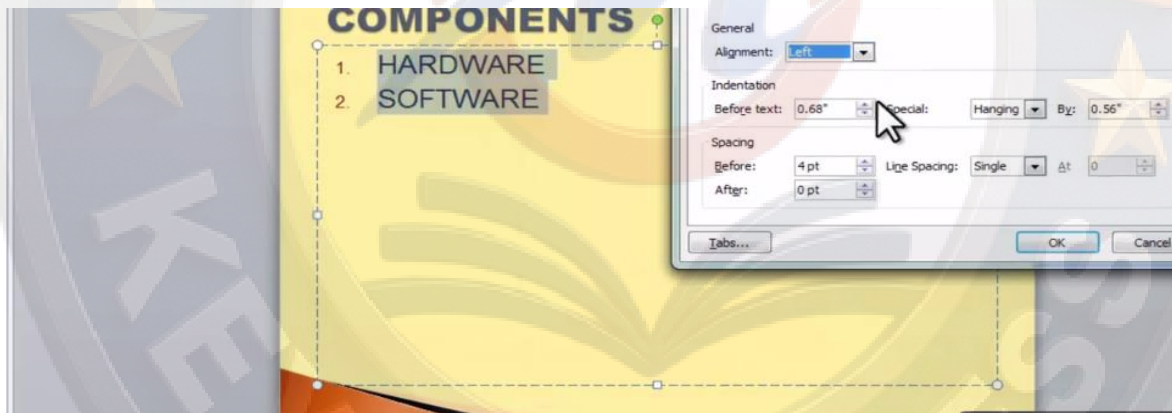 COMPONENTS
1. HARDWARE
2. SOFTWARE
General
Alignment: Left
Indentation
Before text: 0.68" Special: Hanging By: 0.56"
Spacing
Before: 4 pt Line Spacing: Single At 0
After: 0 pt
Tabs... OK Cancel